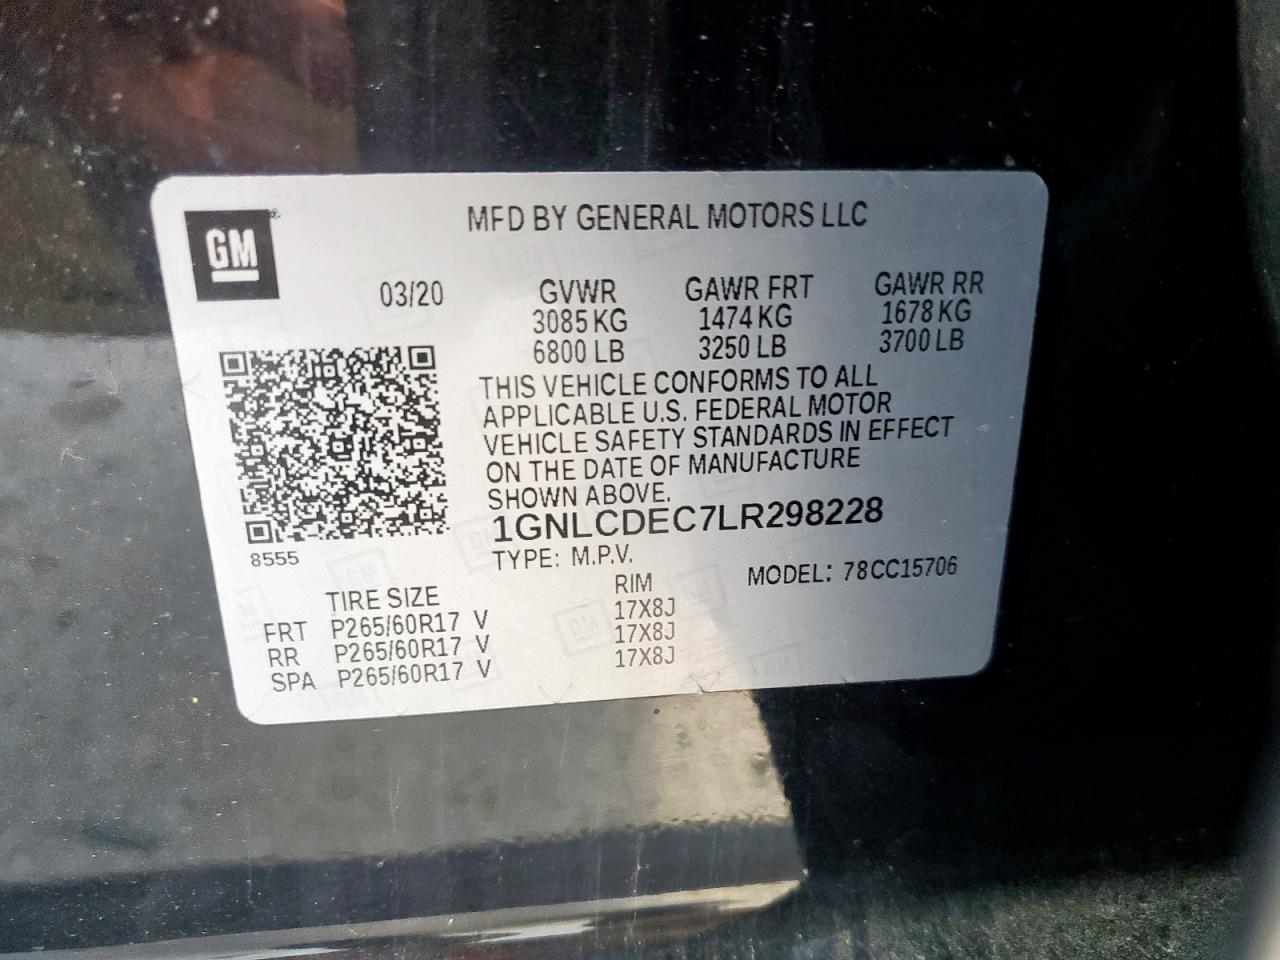 GM
MFD BY GENERAL MOTORS LLC
03/20 GVWR GAWR FRT GAWR RR
3085 KG 1474 KG 1678 KG
6800 LB 3250 LB 3700 LB
THIS VEHICLE CONFORMS TO ALL
APPLICABLE U.S. FEDERAL MOTOR
VEHICLE SAFETY STANDARDS IN EFFECT
ON THE DATE OF MANUFACTURE
SHOWN ABOVE.
1GNLCDEC7LR298228
8555
TYPE: M.P.V. MODEL: 78CC15706
TIRE SIZE RIM
FRT P265/60R17 V 17X8J
RR P265/60R17 V 17X8J
SPA P265/60R17 V 17X8J